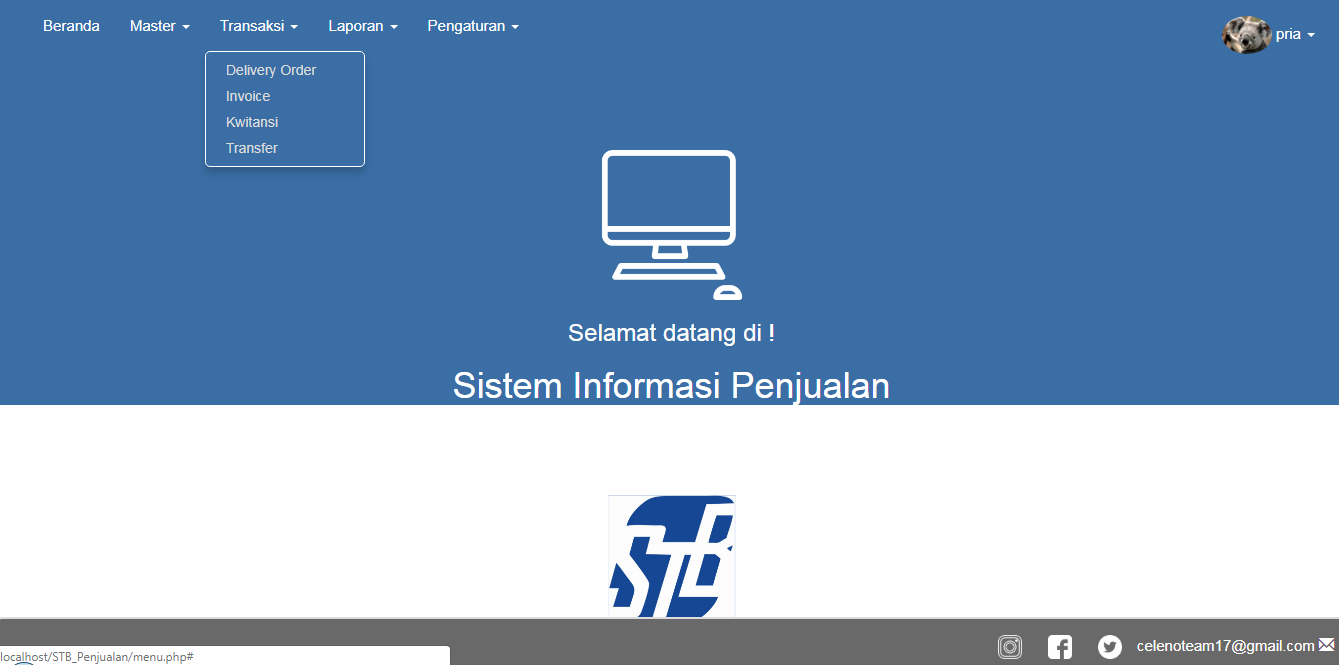 Beranda Master Transaksi Laporan Pengaturan pria
Delivery Order
Invoice
Kwitansi
Transfer
Selamat datang di !
Sistem Informasi Penjualan
STB
celenoteam17@gmail.com
localhost/STB_Penjualan/menu.php#